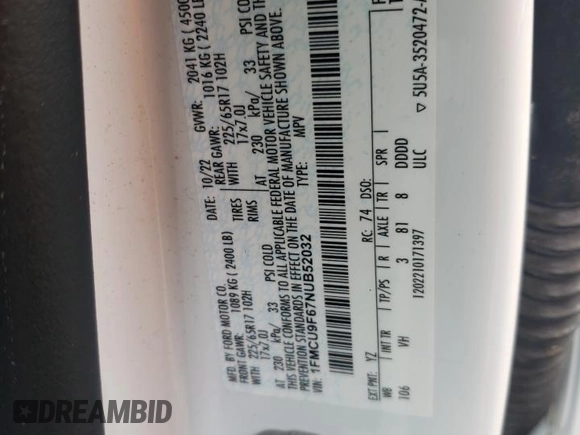 MFD. BY FORD MOTOR CO.
DATE: 10/22 GVWR: 2041 KG ( 4500
FRONT GAWR: 1089 KG ( 2400 LB) REAR GAWR: 1016 KG ( 2240 LB
WITH 225/65R17 102H TIRES WITH 225/65R17 102H
17x7.0J RIMS 17x7.0J
AT 230 kPa/ 33 PSI COLD AT 230 kPa/ 33 PSI COL
THIS VEHICLE CONFORMS TO ALL APPLICABLE FEDERAL MOTOR VEHICLE SAFETY AND
PREVENTION STANDARDS IN EFFECT ON THE DATE OF MANUFACTURE SHOWN ABOVE.
VIN: 1FMCU9F67NUB52032 TYPE: MPV
EXT PNT: YZ RC: 74 DSO:
WB INT TR TP/PS R AXLE TR SPR
106 VH 3 81 8 DDDD
1202210171397 ULC
▽ 5U5A-3520472-
DREAMBID